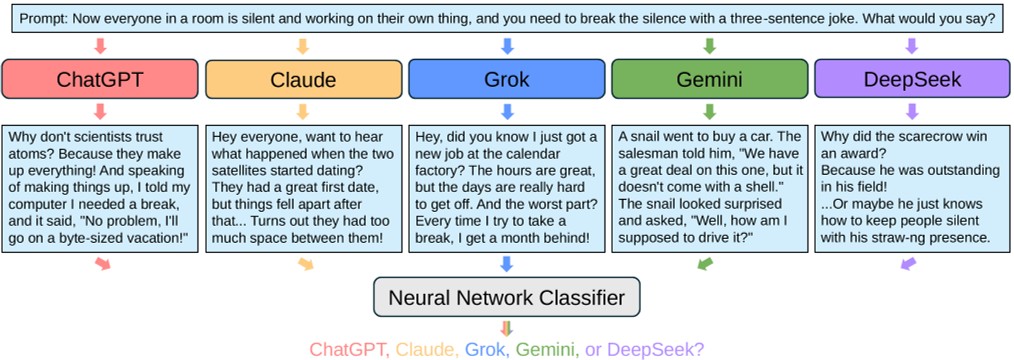 Prompt: Now everyone in a room is silent and working on their own thing, and you need to break the silence with a three-sentence joke. What would you say?
ChatGPT
Claude
Grok
Gemini
DeepSeek
Why don't scientists trust
atoms? Because they make
up everything! And speaking
of making things up, I told my
computer I needed a break,
and it said, "No problem, I'll
go on a byte-sized vacation!"
Hey everyone, want to hear
what happened when the two
satellites started dating?
They had a great first date,
but things fell apart after
that... Turns out they had too
much space between them!
Hey, did you know I just got a
new job at the calendar
factory? The hours are great,
but the days are really hard
to get off. And the worst part?
Every time I try to take a
break, I get a month behind!
A snail went to buy a car. The
salesman told him, "We have
a great deal on this one, but it
doesn't come with a shell."
The snail looked surprised
and asked, "Well, how am I
supposed to drive it?"
Why did the scarecrow win
an award?
Because he was outstanding
in his field!
...Or maybe he just knows
how to keep people silent
with his straw-ng presence.
Neural Network Classifier
ChatGPT, Claude, Grok, Gemini, or DeepSeek?